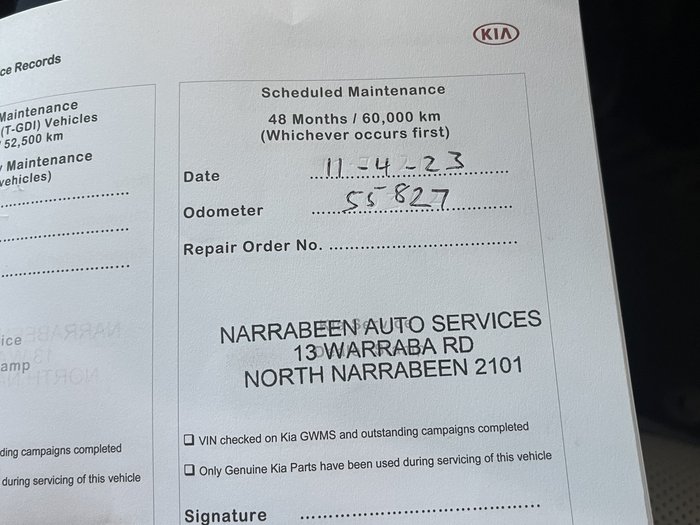 KIA
ce Records
Maintenance
(T-GDI) Vehicles
52,500 km
Maintenance
vehicles)
ice
amp
ding campaigns completed
during servicing of this vehicle
Scheduled Maintenance
48 Months / 60,000 km
(Whichever occurs first)
Date 11-4-23
Odometer 55827
Repair Order No.
NARRABEEN AUTO SERVICES
13 WARRABA RD
NORTH NARRABEEN 2101
VIN checked on Kia GWMS and outstanding campaigns completed
Only Genuine Kia Parts have been used during servicing of this vehicle
Signature